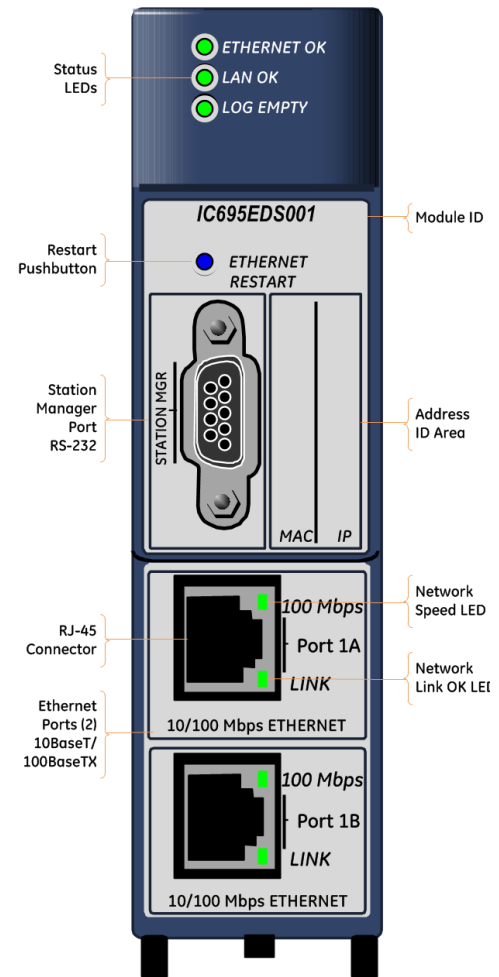 ETHERNET OK
LAN OK
LOG EMPTY
Status
LEDs
IC695EDS001
Module ID
Restart
Pushbutton
ETHERNET
RESTART
Station
Manager
Port
RS-232
STATION MGR
Address
ID Area
MAC
IP
RJ-45
Connector
100 Mbps
Port 1A
LINK
Network
Speed LED
Network
Link OK LED
Ethernet
Ports (2)
10BaseT/
100BaseTX
10/100 Mbps ETHERNET
100 Mbps
Port 1B
LINK
10/100 Mbps ETHERNET